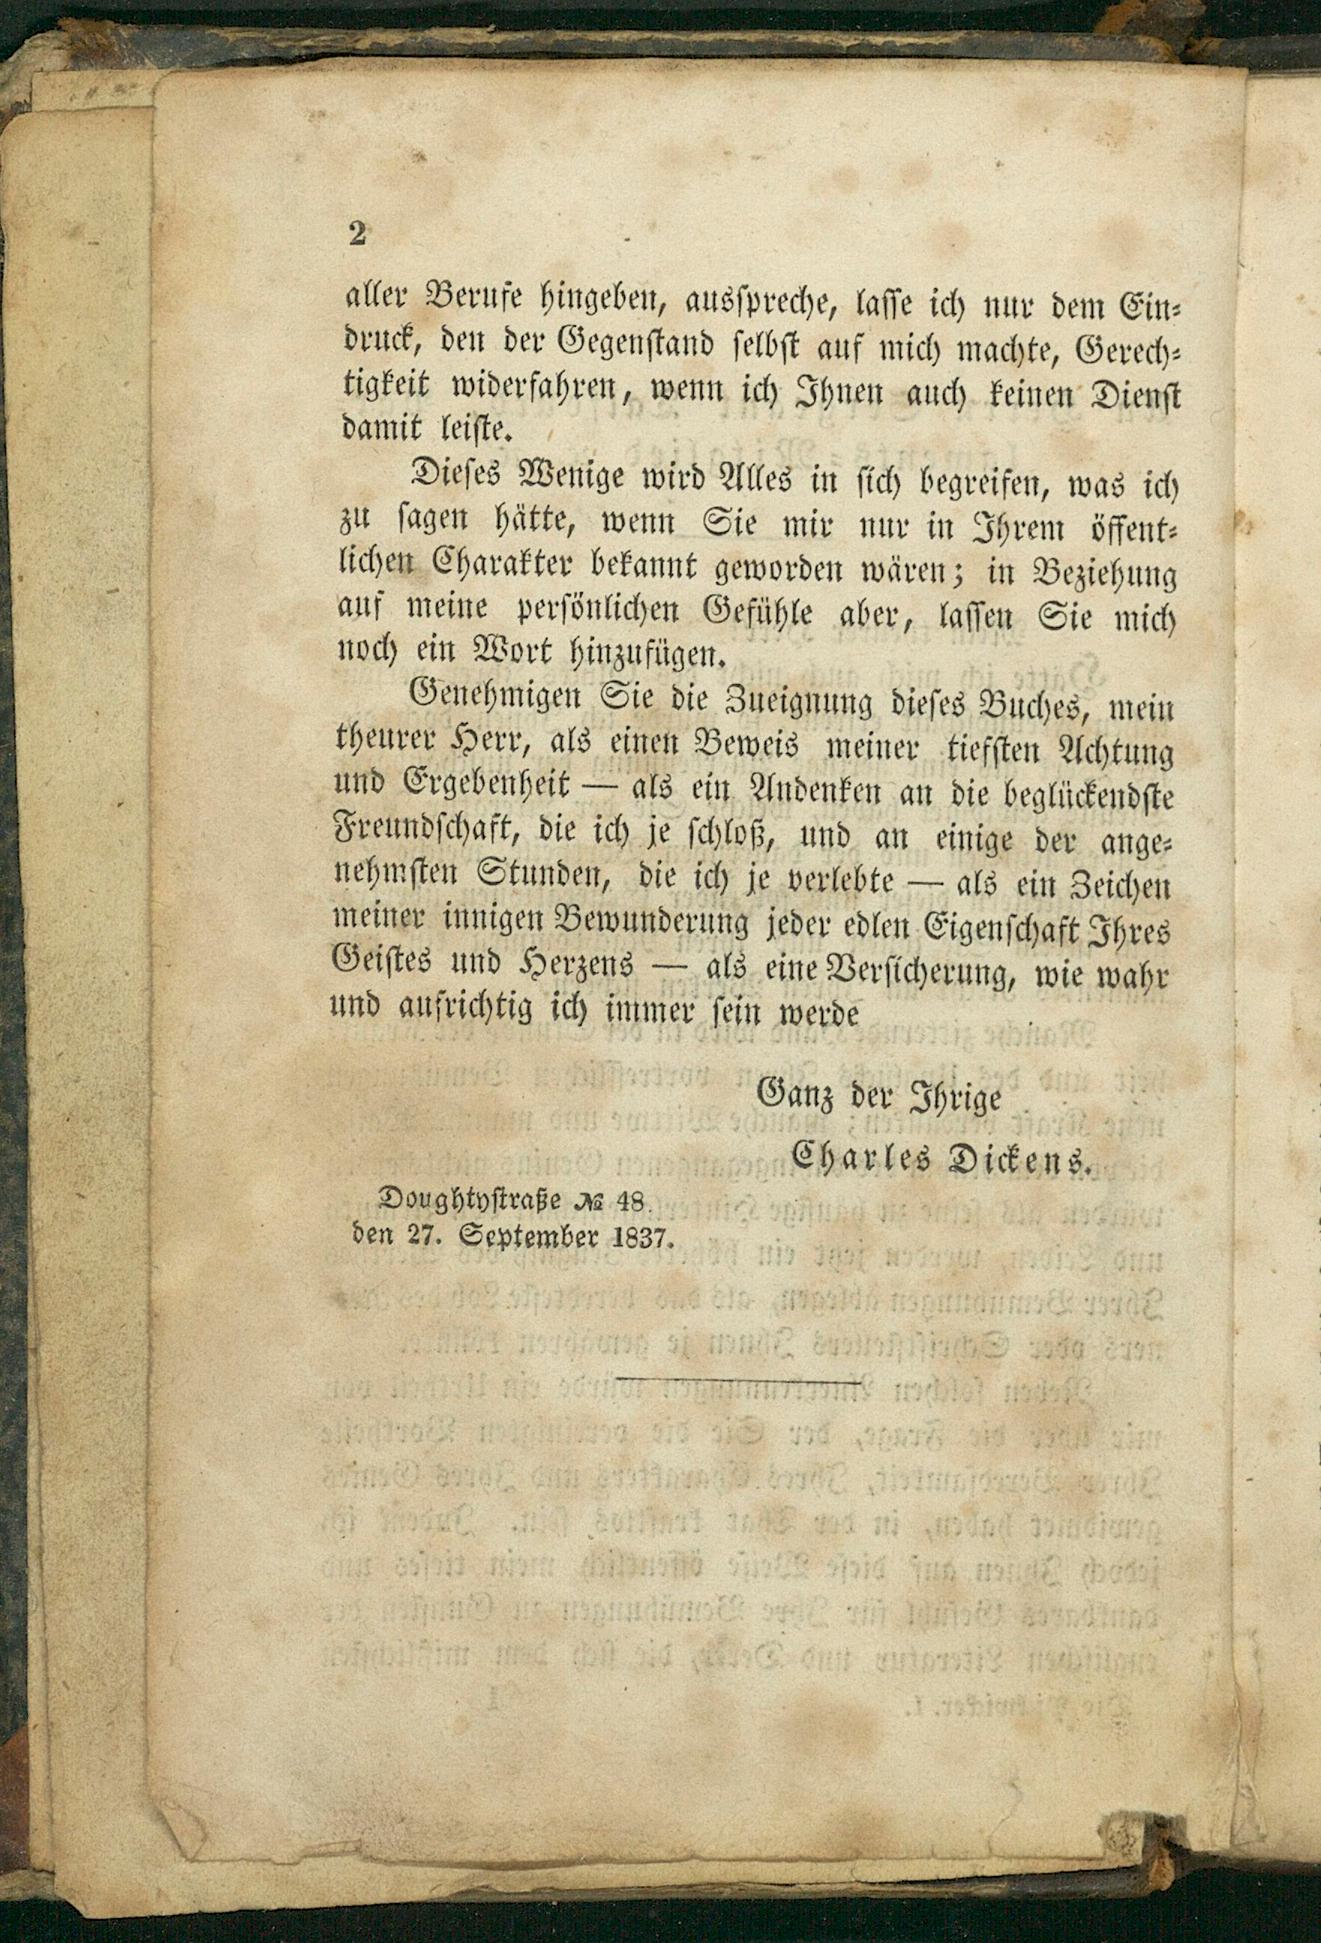 2
aller Berufe hingeben, ausspreche, lasse ich nur dem Ein-
druck, den der Gegenstand selbst auf mich machte, Gerech-
tigkeit widerfahren, wenn ich Ihnen auch keinen Dienst
damit leiste.
Dieses Wenige wird Alles in sich begreifen, was ich
zu sagen hätte, wenn Sie mir nur in Ihrem öffent-
lichen Charakter bekannt geworden wären; in Beziehung
auf meine persönlichen Gefühle aber, lassen Sie mich
noch ein Wort hinzufügen.
Genehmigen Sie die Zueignung dieses Buches, mein
theurer Herr, als einen Beweis meiner tiefsten Achtung
und Ergebenheit — als ein Andenken an die beglückendste
Freundschaft, die ich je schloß, und an einige der ange-
nehmsten Stunden, die ich je verlebte — als ein Zeichen
meiner innigen Bewunderung jeder edlen Eigenschaft Ihres
Geistes und Herzens — als eine Versicherung, wie wahr
und aufrichtig ich immer sein werde
Ganz der Ihrige
Charles Dickens.
Doughtystraße № 48.
den 27. September 1837.